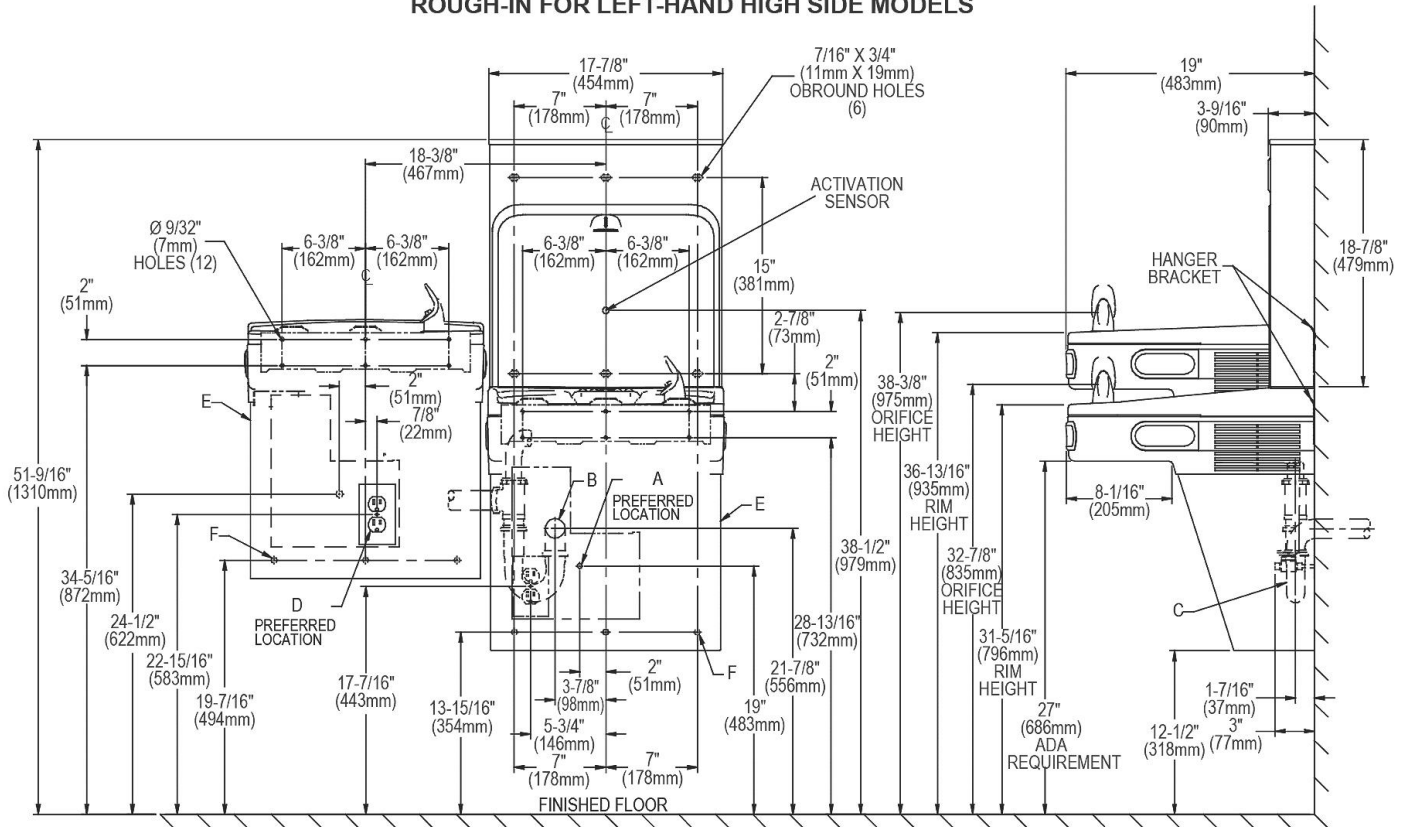 ROUGH-IN FOR LEFT-HAND HIGH SIDE MODELS
17-7/8"
(454mm)
7"
(178mm)
7"
(178mm)
7/16" X 3/4"
(11mm X 19mm)
OBROUND HOLES
(6)
19"
(483mm)
3-9/16"
(90mm)
18-3/8"
(467mm)
ACTIVATION
SENSOR
Ø 9/32"
(7mm)
HOLES (12)
6-3/8"
(162mm)
6-3/8"
(162mm)
6-3/8"
(162mm)
6-3/8"
(162mm)
15"
(381mm)
HANGER
BRACKET
18-7/8"
(479mm)
2"
(51mm)
2-7/8"
(73mm)
2"
(51mm)
2"
(51mm)
7/8"
(22mm)
E
38-3/8"
(975mm)
ORIFICE
HEIGHT
51-9/16"
(1310mm)
36-13/16"
(935mm)
RIM
HEIGHT
8-1/16"
(205mm)
B
A
PREFERRED
LOCATION
E
F
38-1/2"
(979mm)
32-7/8"
(835mm)
ORIFICE
HEIGHT
34-5/16"
(872mm)
D
PREFERRED
LOCATION
C
24-1/2"
(622mm)
28-13/16"
(732mm)
31-5/16"
(796mm)
RIM
HEIGHT
22-15/16"
(583mm)
17-7/16"
(443mm)
F
21-7/8"
(556mm)
2"
(51mm)
3-7/8"
(98mm)
19-7/16"
(494mm)
13-15/16"
(354mm)
19"
(483mm)
27"
(686mm)
ADA
REQUIREMENT
1-7/16"
(37mm)
3"
(77mm)
12-1/2"
(318mm)
5-3/4"
(146mm)
7"
(178mm)
7"
(178mm)
FINISHED FLOOR